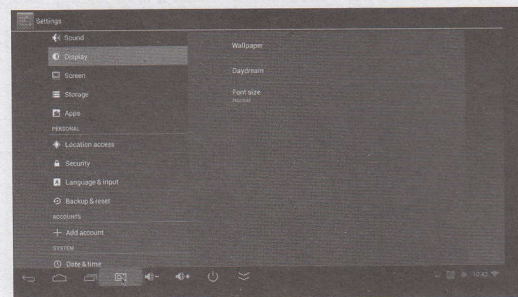 Settings
Sound
Display
Screen
Storage
Apps
PERSONAL
Location access
Security
Language & input
Backup & reset
ACCOUNTS
Add account
SYSTEM
Date & time
Wallpaper
Daydream
Font size
Normal
10:42